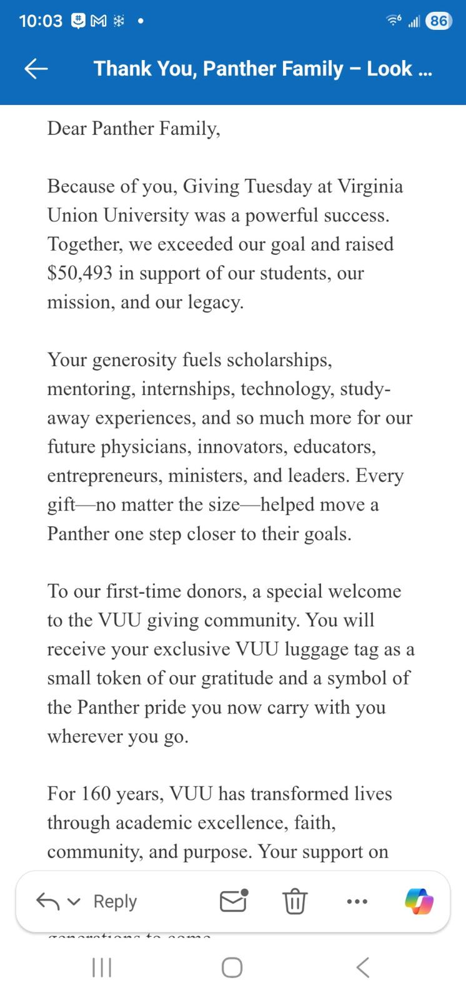 10:03
6
86
Thank You, Panther Family – Look ...
Dear Panther Family,
Because of you, Giving Tuesday at Virginia
Union University was a powerful success.
Together, we exceeded our goal and raised
$50,493 in support of our students, our
mission, and our legacy.
Your generosity fuels scholarships,
mentoring, internships, technology, study-
away experiences, and so much more for our
future physicians, innovators, educators,
entrepreneurs, ministers, and leaders. Every
gift—no matter the size—helped move a
Panther one step closer to their goals.
To our first-time donors, a special welcome
to the VUU giving community. You will
receive your exclusive VUU luggage tag as a
small token of our gratitude and a symbol of
the Panther pride you now carry with you
wherever you go.
For 160 years, VUU has transformed lives
through academic excellence, faith,
community, and purpose. Your support on
Reply
generations to come